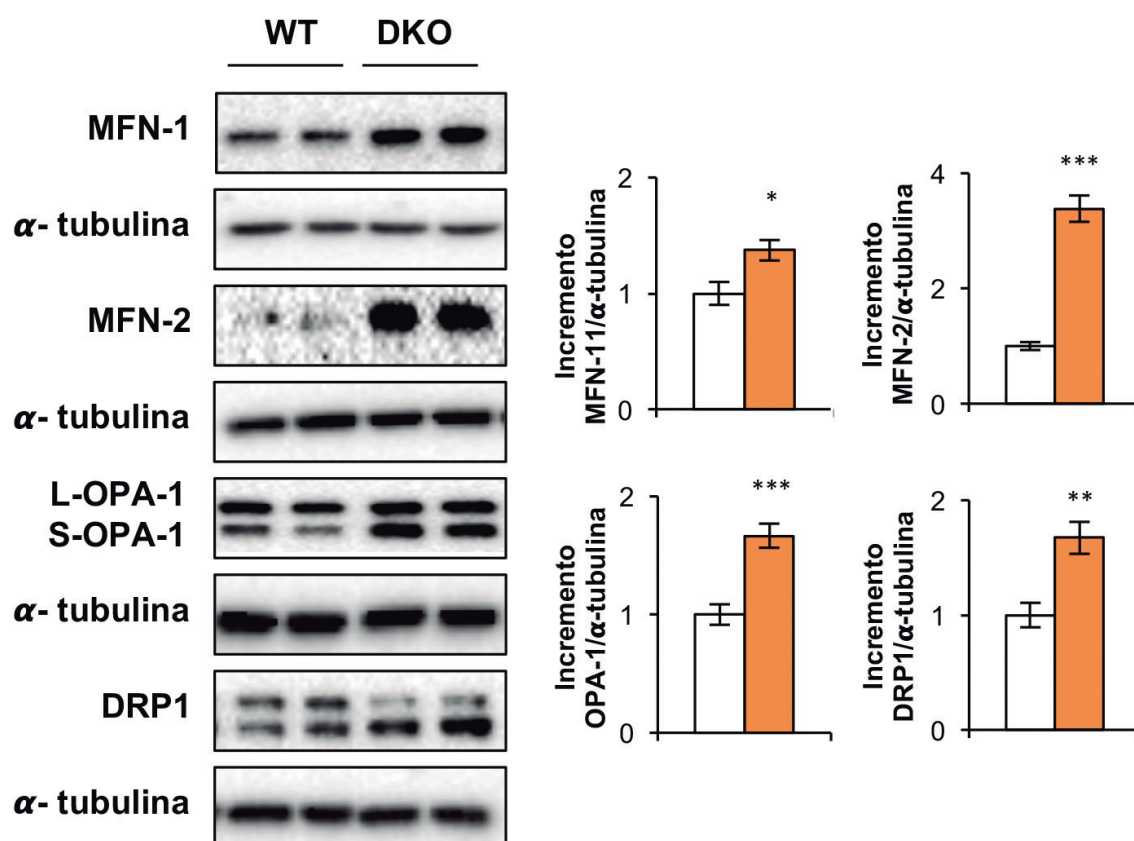 WT DKO
MFN-1
α- tubulina
MFN-2
α- tubulina
L-OPA-1
S-OPA-1
α- tubulina
DRP1
α- tubulina
Incremento
MFN-11/α-tubulina
2
1
0
*
Incremento
MFN-2/α-tubulina
4
2
0
***
Incremento
OPA-1/α-tubulina
2
1
0
***
Incremento
DRP1/α-tubulina
2
1
0
**